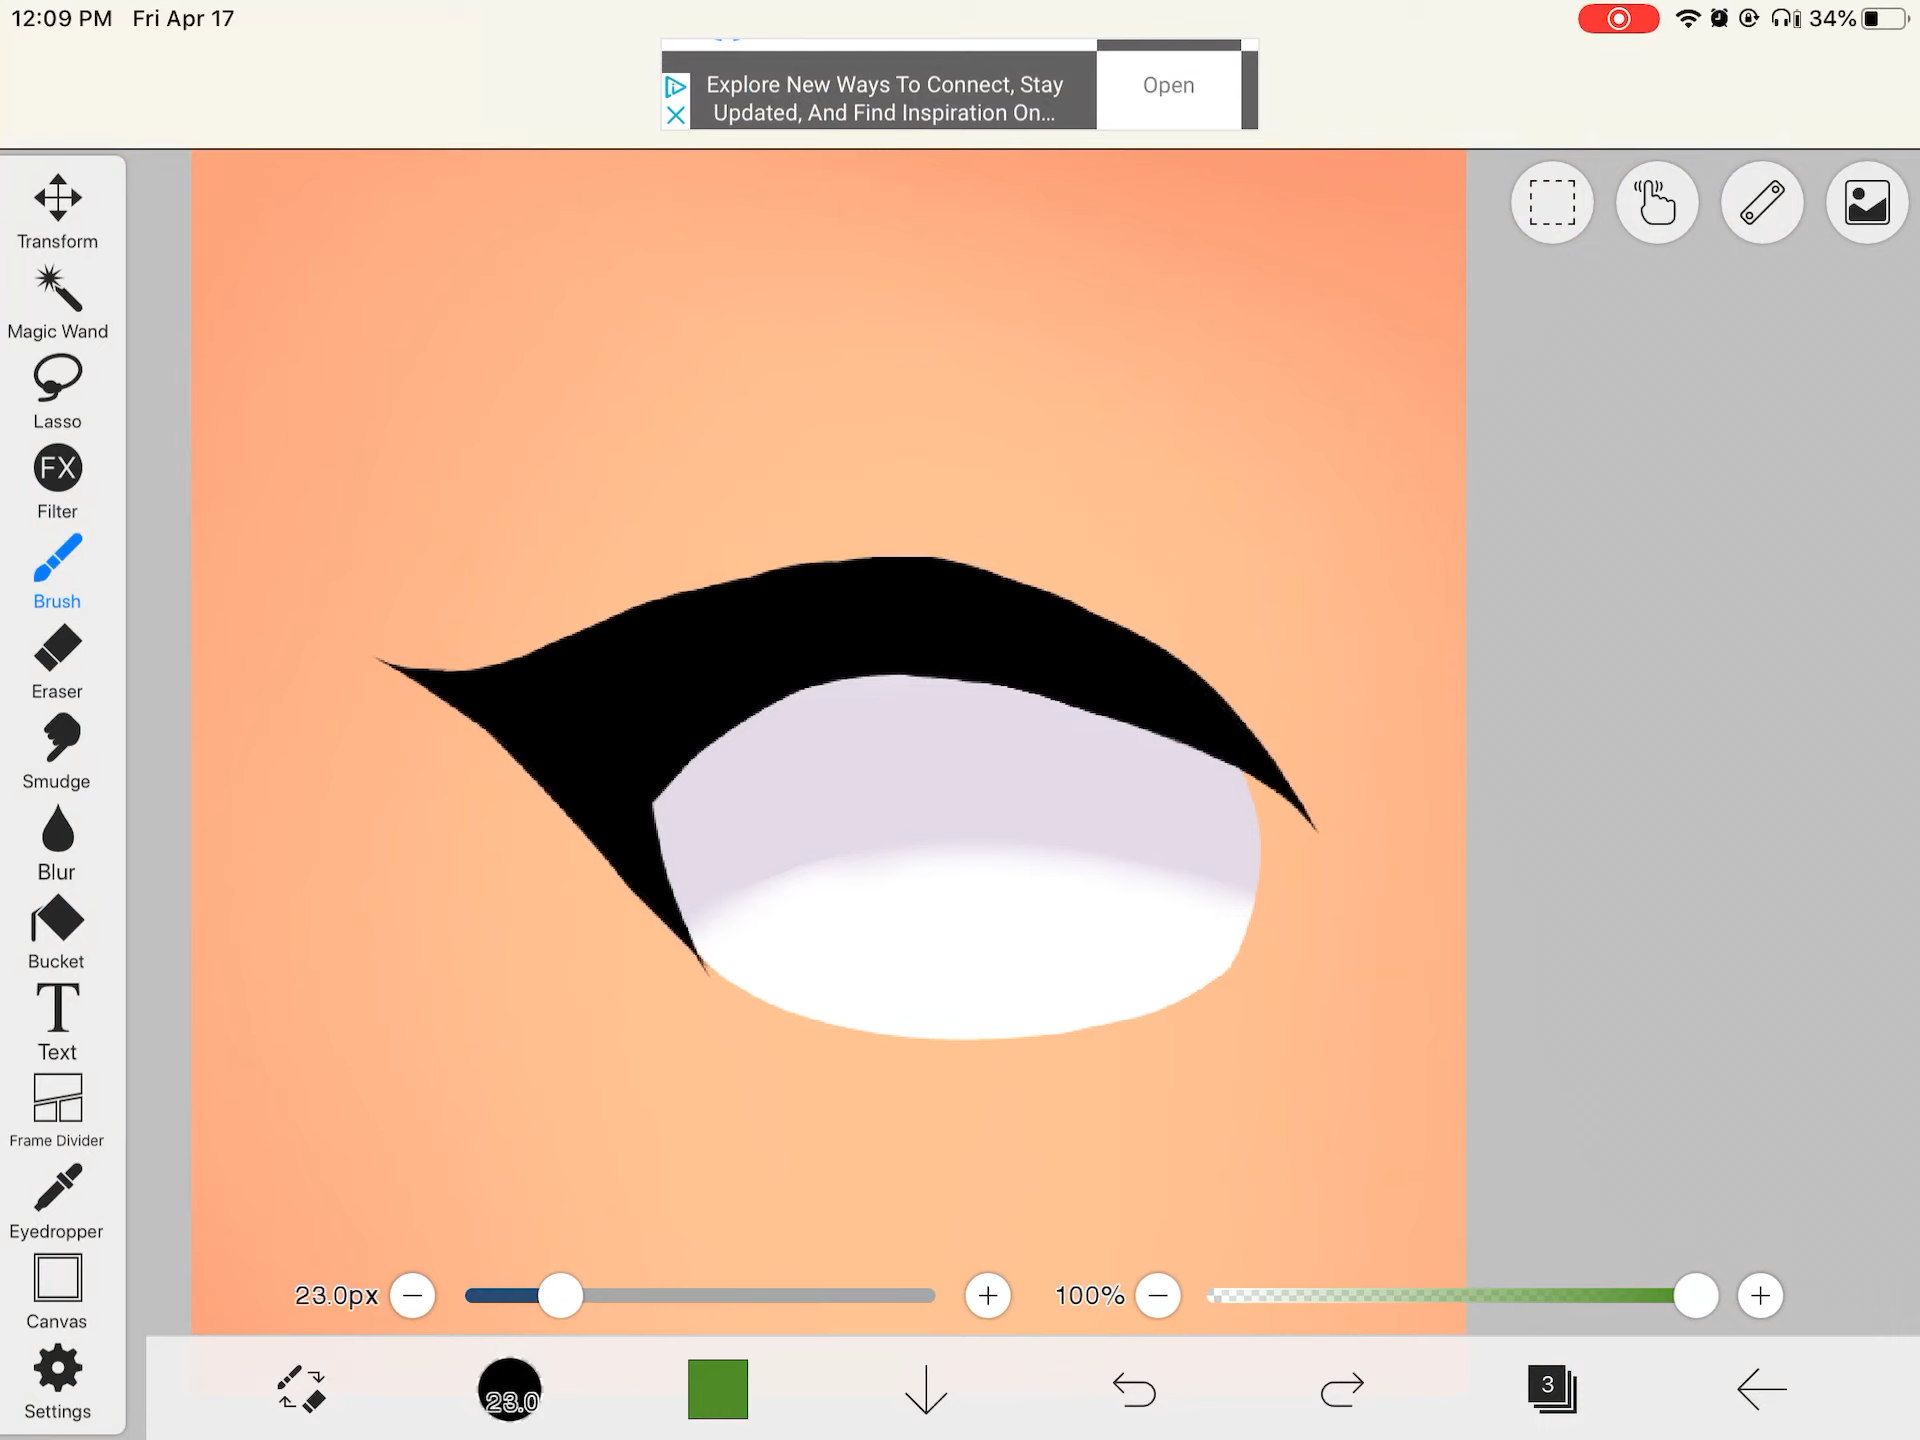 12:09 PM Fri Apr 17
34%
Explore New Ways To Connect, Stay
Updated, And Find Inspiration On...
Open
Transform
Magic Wand
Lasso
FX
Filter
Brush
Eraser
Smudge
Blur
Bucket
T
Text
Frame Divider
Eyedropper
Canvas
Settings
23.0px
100%
23.0
3